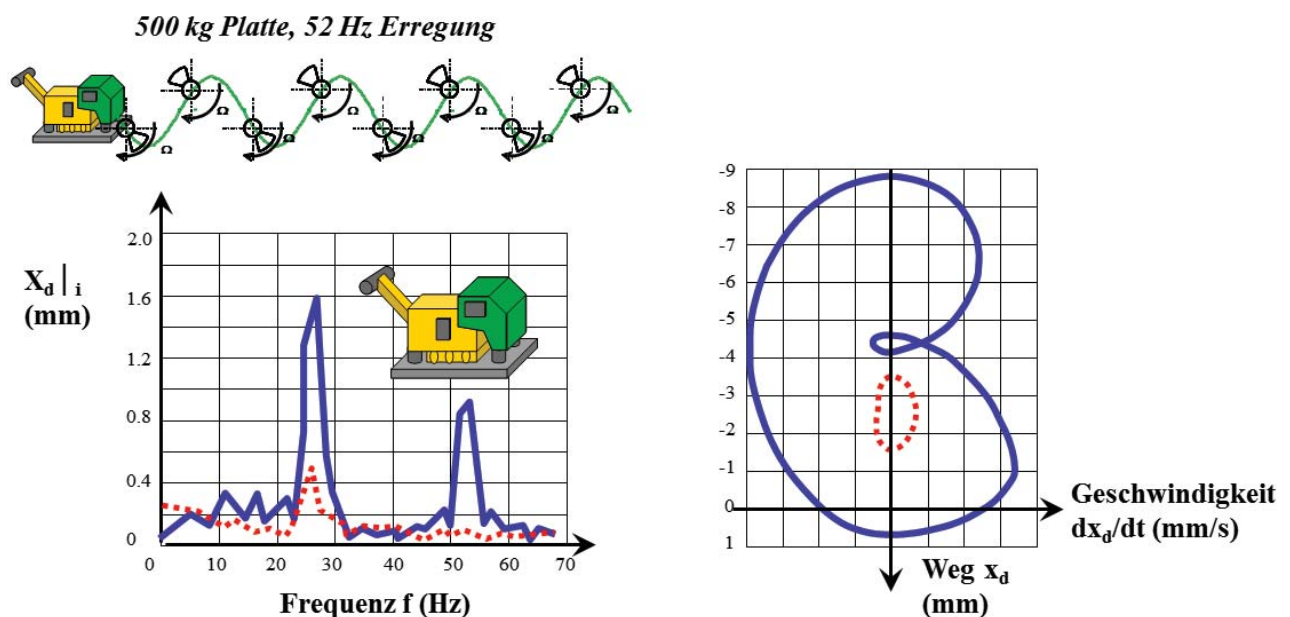 500 kg Platte, 52 Hz Erregung
Ω Ω Ω Ω Ω Ω Ω Ω
X_d|_i
(mm)
2.0
1.6
1.2
0.8
0.4
0
0 10 20 30 40 50 60 70
Frequenz f (Hz)
-9
-8
-7
-6
-5
-4
-3
-2
-1
0
1
Geschwindigkeit
dx_d/dt (mm/s)
Weg x_d
(mm)